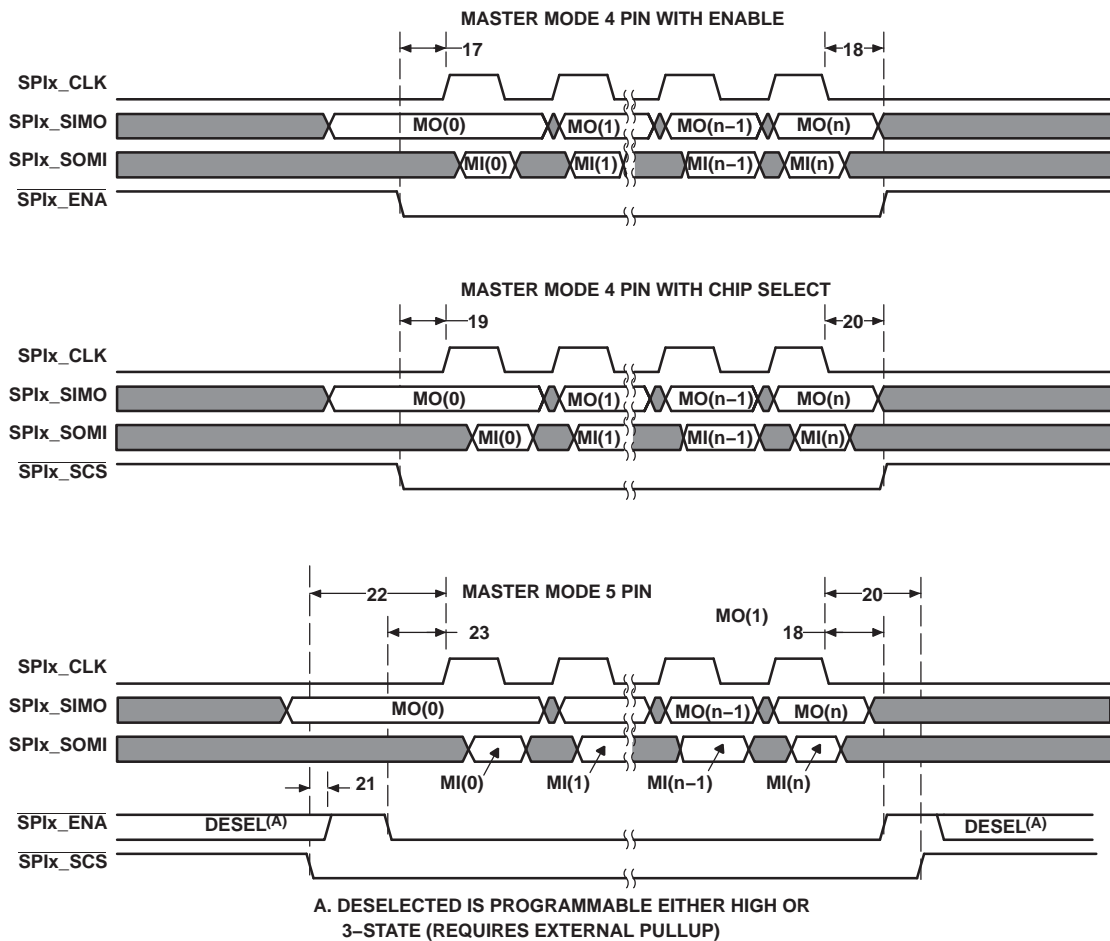 MASTER MODE 4 PIN WITH ENABLE
17 18
SPIx_CLK
SPIx_SIMO MO(0) MO(1) MO(n−1) MO(n)
SPIx_SOMI MI(0) MI(1) MI(n−1) MI(n)
SPIx_ENA
MASTER MODE 4 PIN WITH CHIP SELECT
19 20
SPIx_CLK
SPIx_SIMO MO(0) MO(1) MO(n−1) MO(n)
SPIx_SOMI MI(0) MI(1) MI(n−1) MI(n)
SPIx_SCS
22 MASTER MODE 5 PIN 20
MO(1)
23 18
SPIx_CLK
SPIx_SIMO MO(0) MO(n−1) MO(n)
SPIx_SOMI
MI(0) MI(1) MI(n−1) MI(n)
21
SPIx_ENA DESEL(A) DESEL(A)
SPIx_SCS
A. DESELECTED IS PROGRAMMABLE EITHER HIGH OR
3−STATE (REQUIRES EXTERNAL PULLUP)